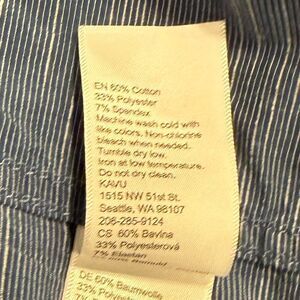 EN 60% Cotton
33% Polyester
7% Spandex
Machine wash cold with
like colors. Non-chlorine
bleach when needed.
Tumble dry low.
Iron at low temperature.
Do not dry clean.
KAVU
1515 NW 51st St.
Seattle, WA 98107
206-285-9124
CS 60% Bavlna
33% Polyesterová
7% Elastan
DE 60% Baumwolle
33% Polyester